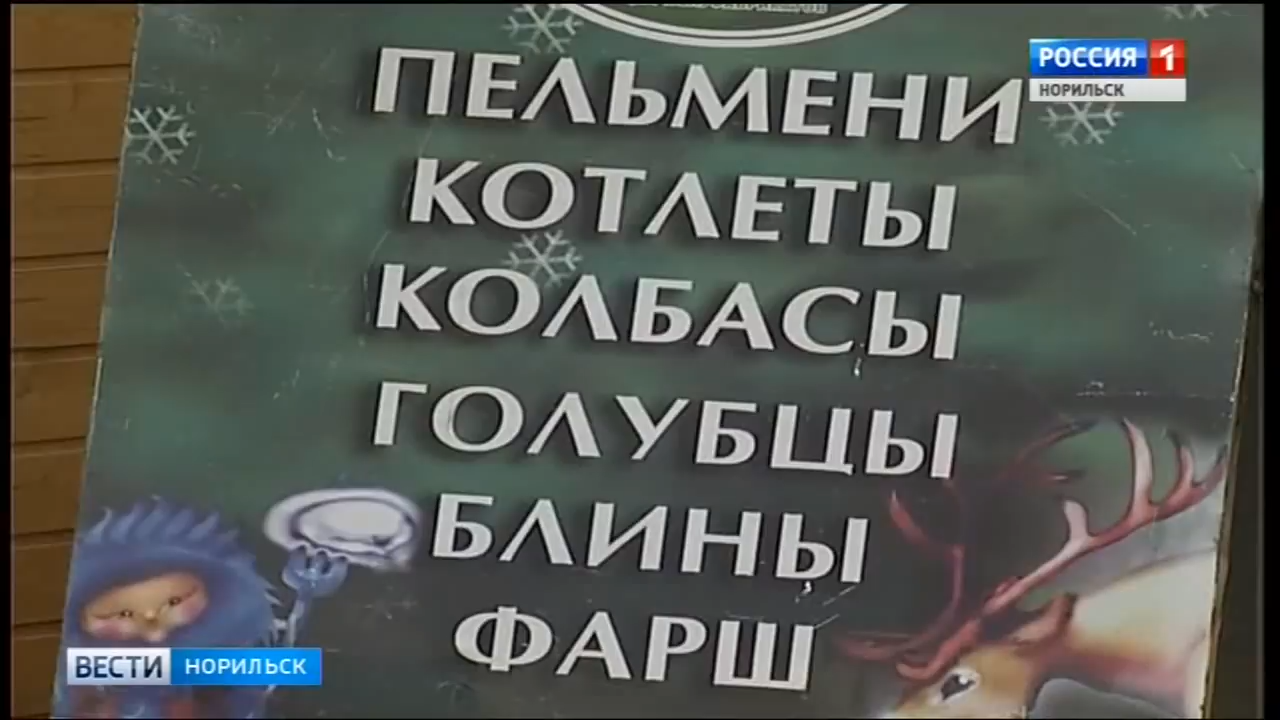 РОССИЯ 1
НОРИЛЬСК
ПЕЛЬМЕНИ
КОТЛЕТЫ
КОЛБАСЫ
ГОЛУБЦЫ
БЛИНЫ
ФАРШ
ВЕСТИ НОРИЛЬСК